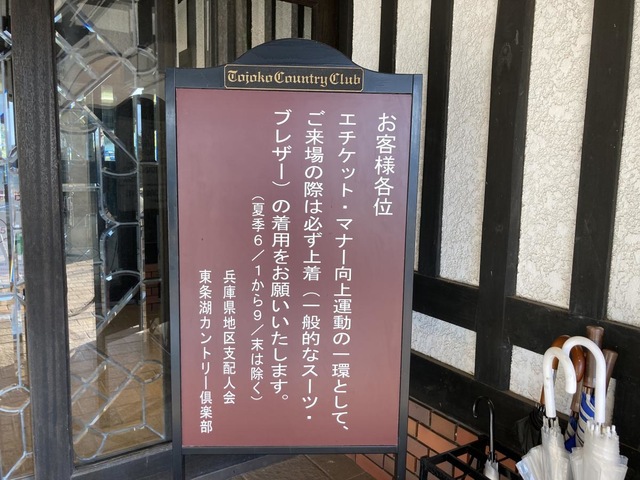 Tojoko Country Club
お客様各位
エチケット・マナー向上運動の一環として、
ご来場の際は必ず上着（一般的なスーツ・
ブレザー）の着用をお願いいたします。
（夏季６／１から９／末は除く）
兵庫県地区支配人会
東条湖カントリー倶楽部